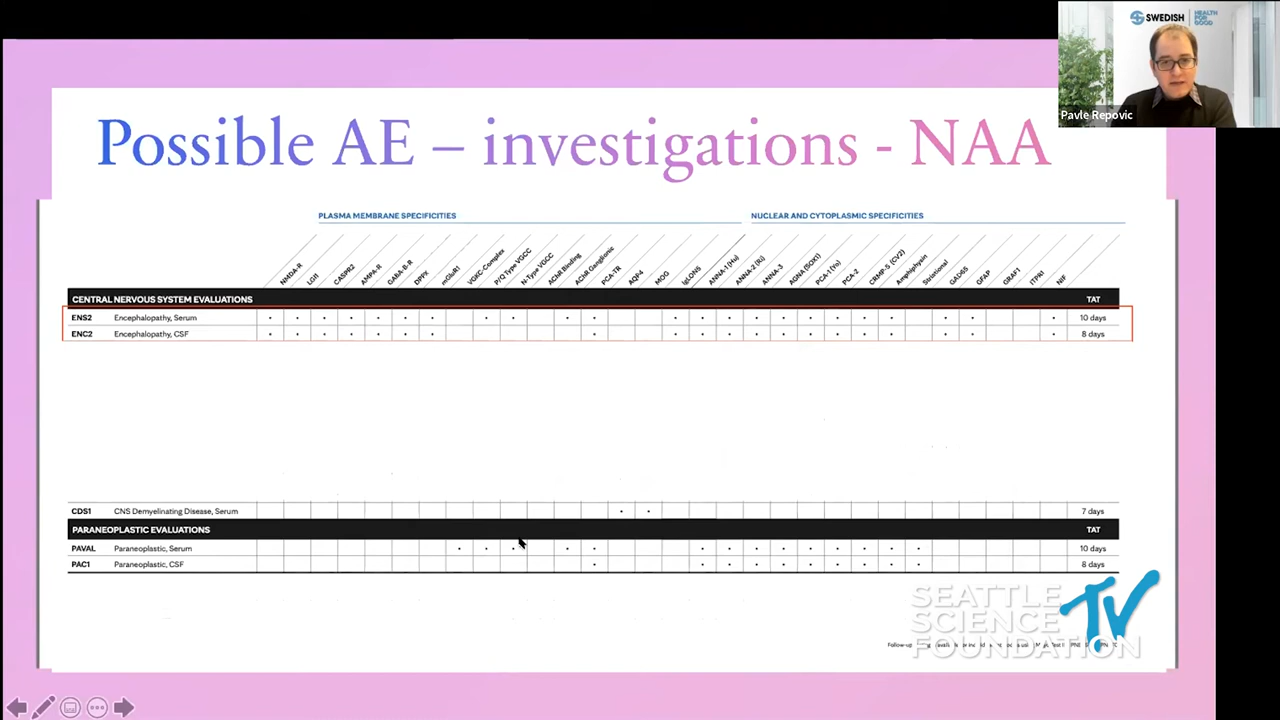 SWEDISH
HEALTH
FOR
GOOD
Pavle Repovic
Possible AE – investigations - NAA
PLASMA MEMBRANE SPECIFICITIES
NUCLEAR AND CYTOPLASMIC SPECIFICITIES
NMDA-R
LGI1
CASPR2
AMPA-R
GABA-B-R
DPPX
mGluR1
VGKC-Complex
P/Q Type VGCC
N-Type VGCC
AChR Binding
AChR Ganglionic
PCA-TR
AQP4
MOG
IgLON5
ANNA-1 (Hu)
ANNA-2 (Ri)
ANNA-3
AGNA (SOX1)
PCA-1 (Yo)
PCA-2
CRMP-5 (CV2)
Amphiphysin
Striational
GAD65
GFAP
GRAF1
ITPR1
NIF
CENTRAL NERVOUS SYSTEM EVALUATIONS TAT
ENS2 Encephalopathy, Serum 10 days
ENC2 Encephalopathy, CSF 8 days
CDS1 CNS Demyelinating Disease, Serum 7 days
PARANEOPLASTIC EVALUATIONS TAT
PAVAL Paraneoplastic, Serum 10 days
PAC1 Paraneoplastic, CSF 8 days
SEATTLE
SCIENCE
FOUNDATION
TV